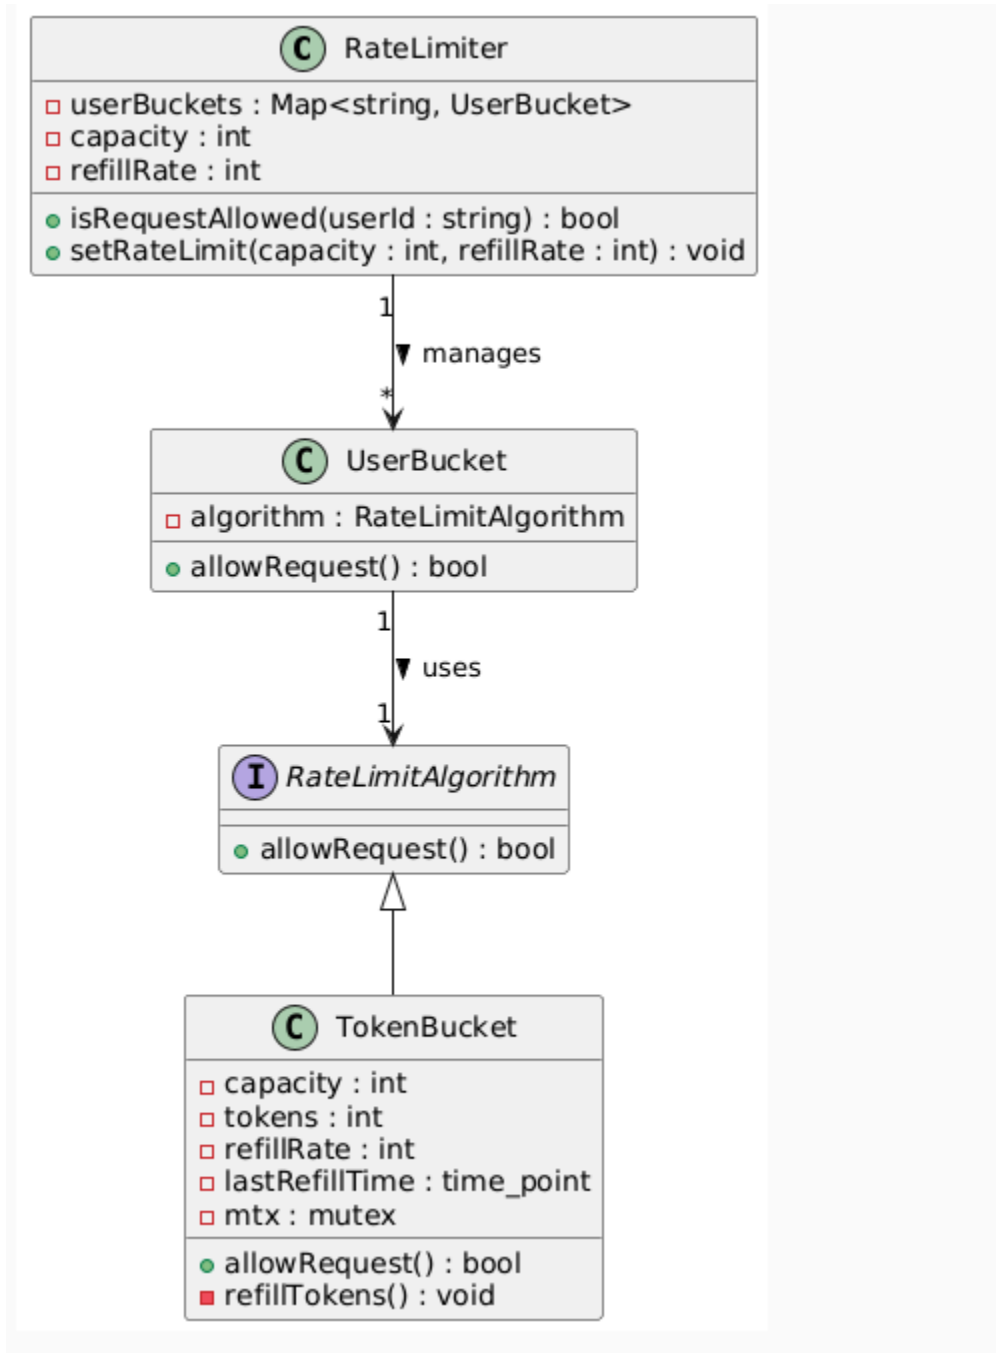 C RateLimiter
userBuckets : Map<string, UserBucket>
capacity : int
refillRate : int
isRequestAllowed(userId : string) : bool
setRateLimit(capacity : int, refillRate : int) : void
1
manages
*
C UserBucket
algorithm : RateLimitAlgorithm
allowRequest() : bool
1
uses
1
I RateLimitAlgorithm
allowRequest() : bool
C TokenBucket
capacity : int
tokens : int
refillRate : int
lastRefillTime : time_point
mtx : mutex
allowRequest() : bool
refillTokens() : void